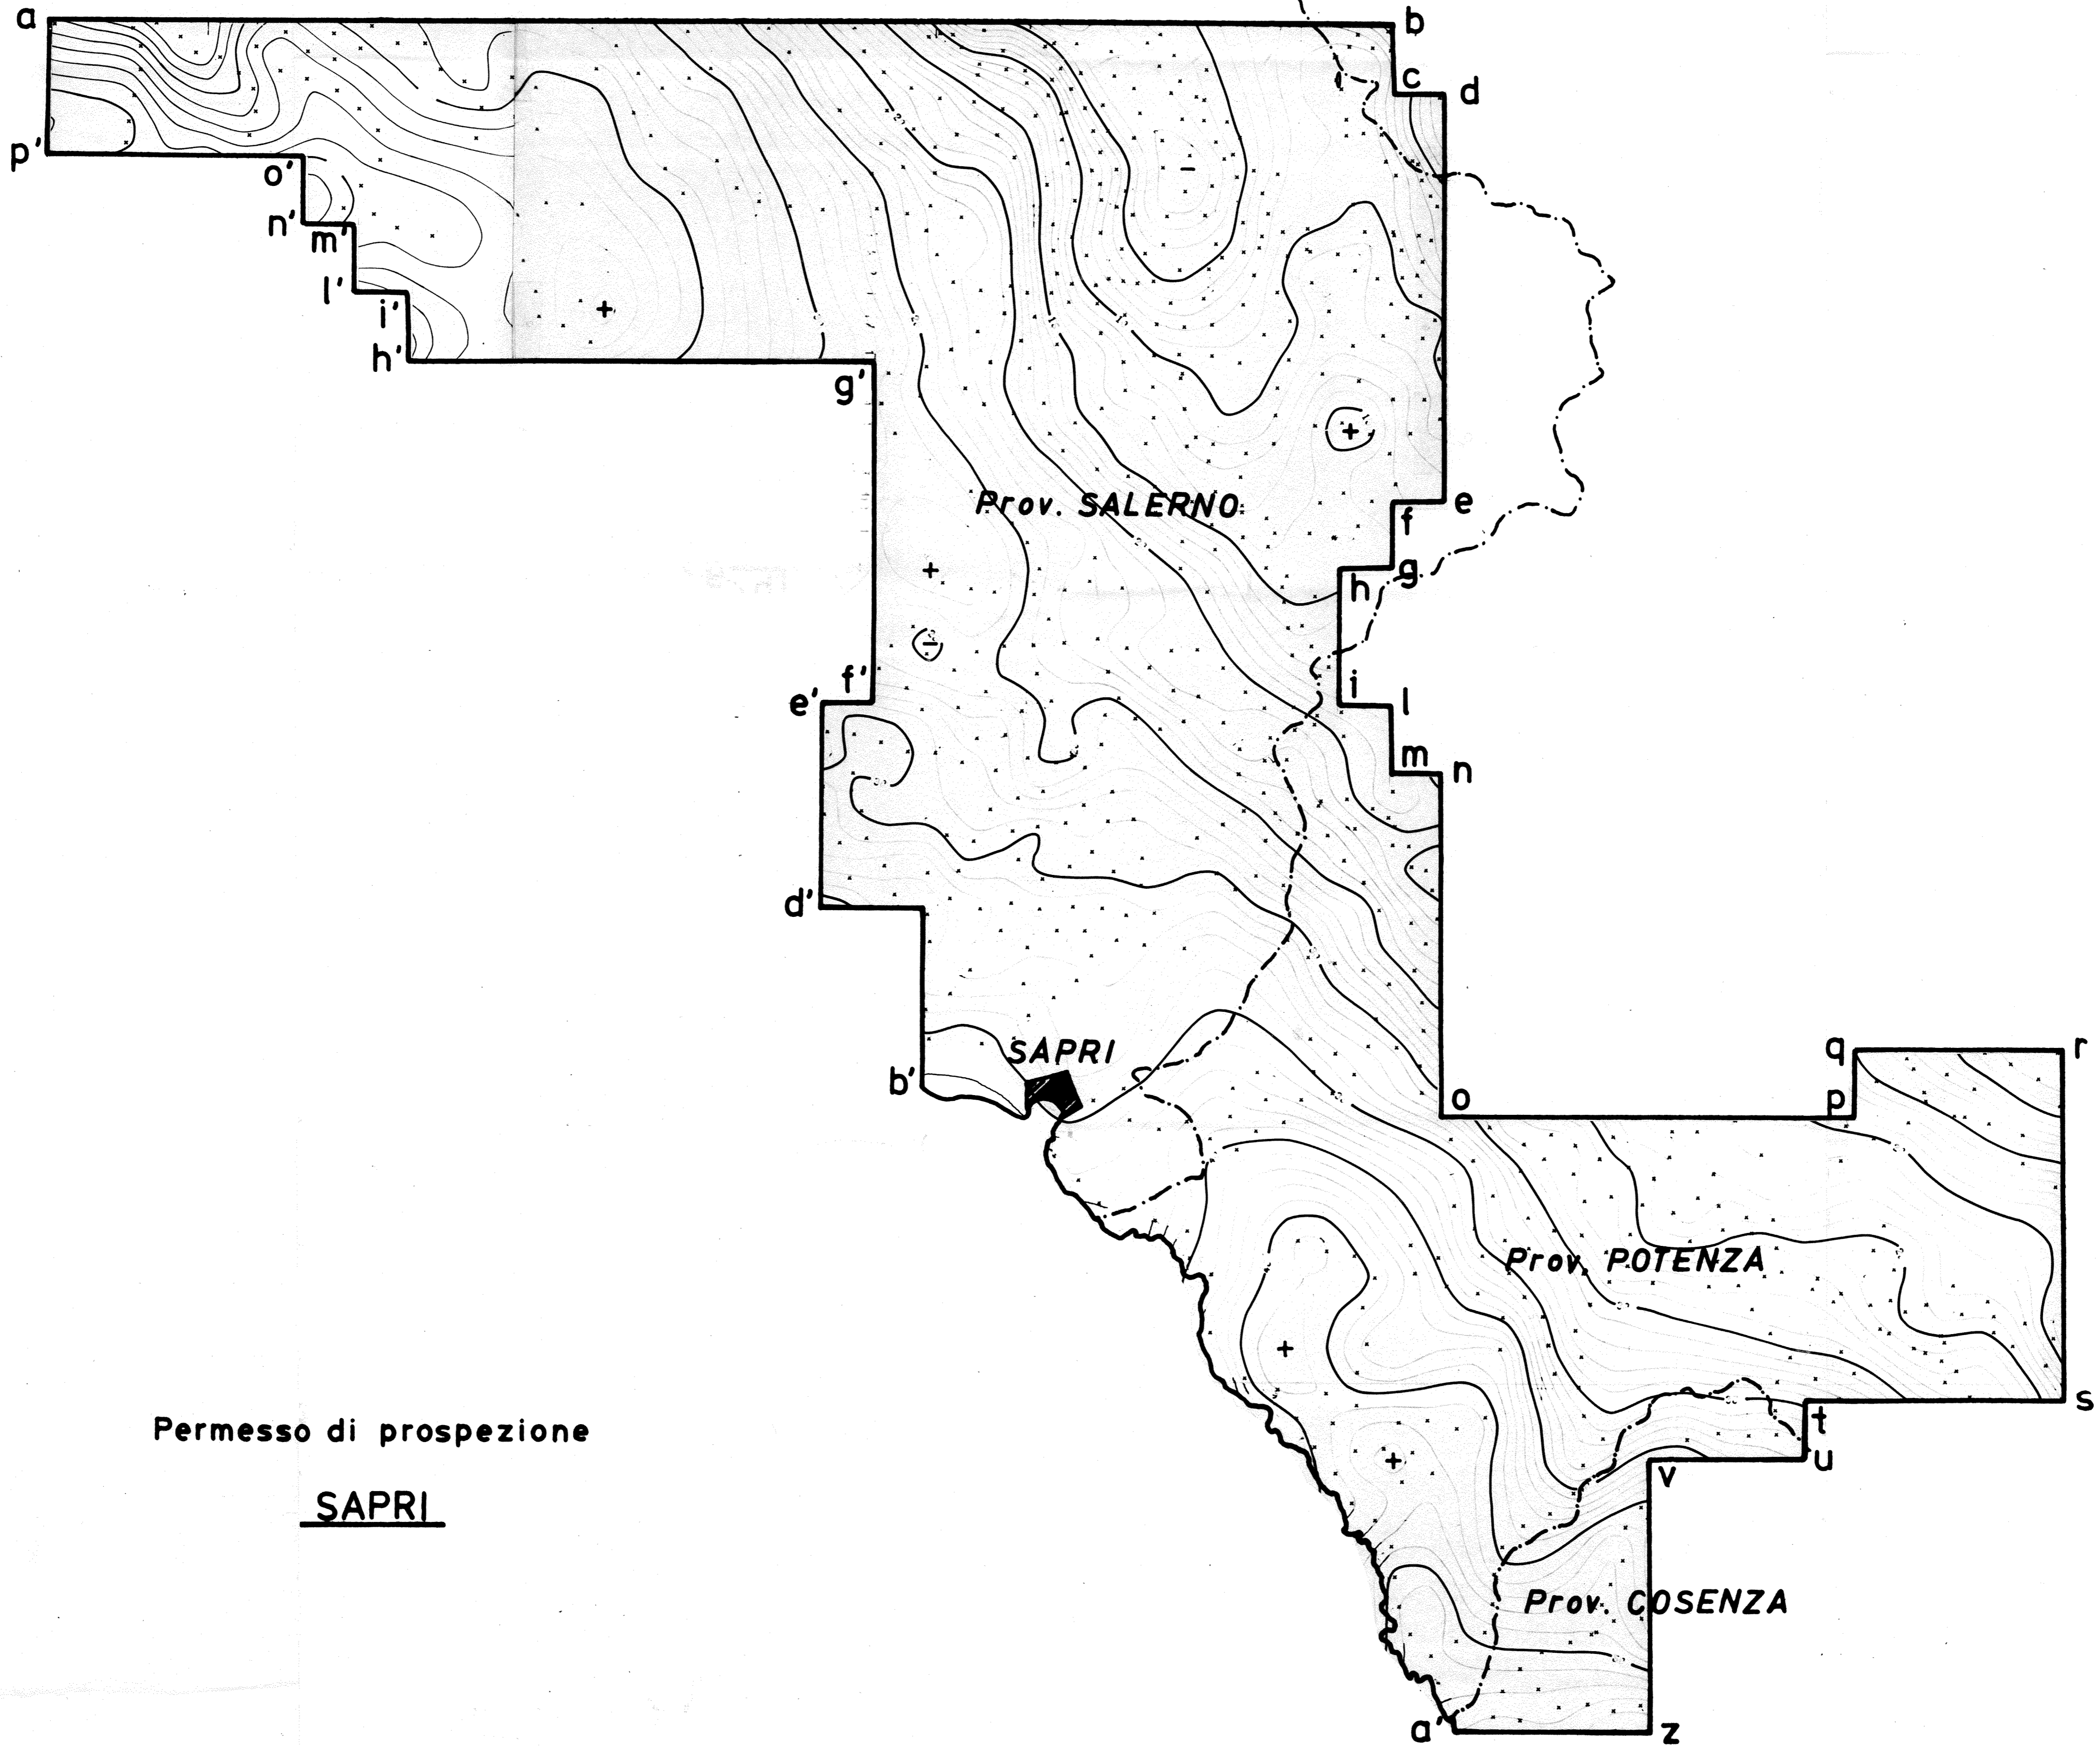 a
b
c
d
p'
o'
n'
m'
l'
i'
h'
g'
Prov. SALERNO
e
f
g
h
f'
e'
i
l
m
n
d'
SAPRI
b'
o
p
q
r
Prov. POTENZA
s
t
u
v
Permesso di prospezione
SAPRI
Prov. COSENZA
a'
z